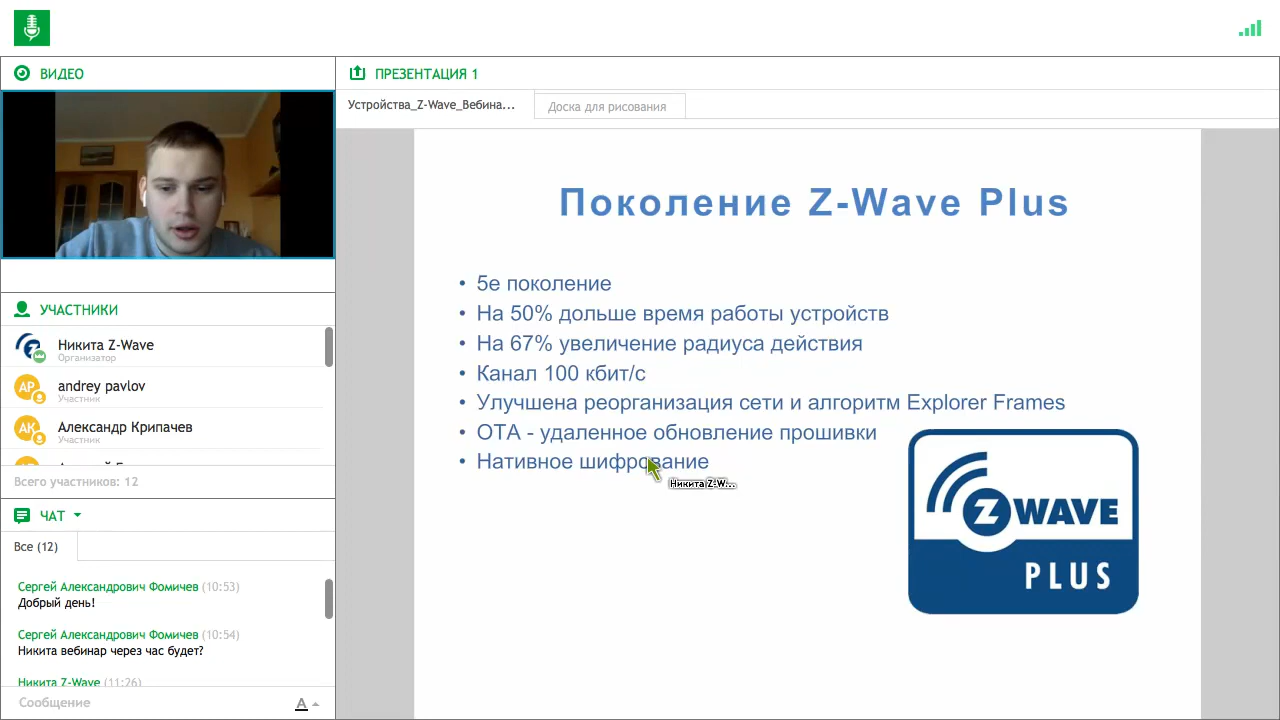 ВИДЕО
ПРЕЗЕНТАЦИЯ 1
Устройства_Z-Wave_Вебина...
Доска для рисования
Поколение Z-Wave Plus
• 5е поколение
• На 50% дольше время работы устройств
• На 67% увеличение радиуса действия
• Канал 100 кбит/с
• Улучшена реорганизация сети и алгоритм Explorer Frames
• OTA - удаленное обновление прошивки
• Нативное шифрование
Никита Z-W...
Z WAVE
PLUS
УЧАСТНИКИ
Никита Z-Wave
Организатор
AP
andrey pavlov
Участник
АК
Александр Крипачев
Участник
Всего участников: 12
ЧАТ
Все (12)
Сергей Александрович Фомичев (10:53)
Добрый день!
Сергей Александрович Фомичев (10:54)
Никита вебинар через час будет?
Никита Z-Wave (11:26)
Сообщение
A